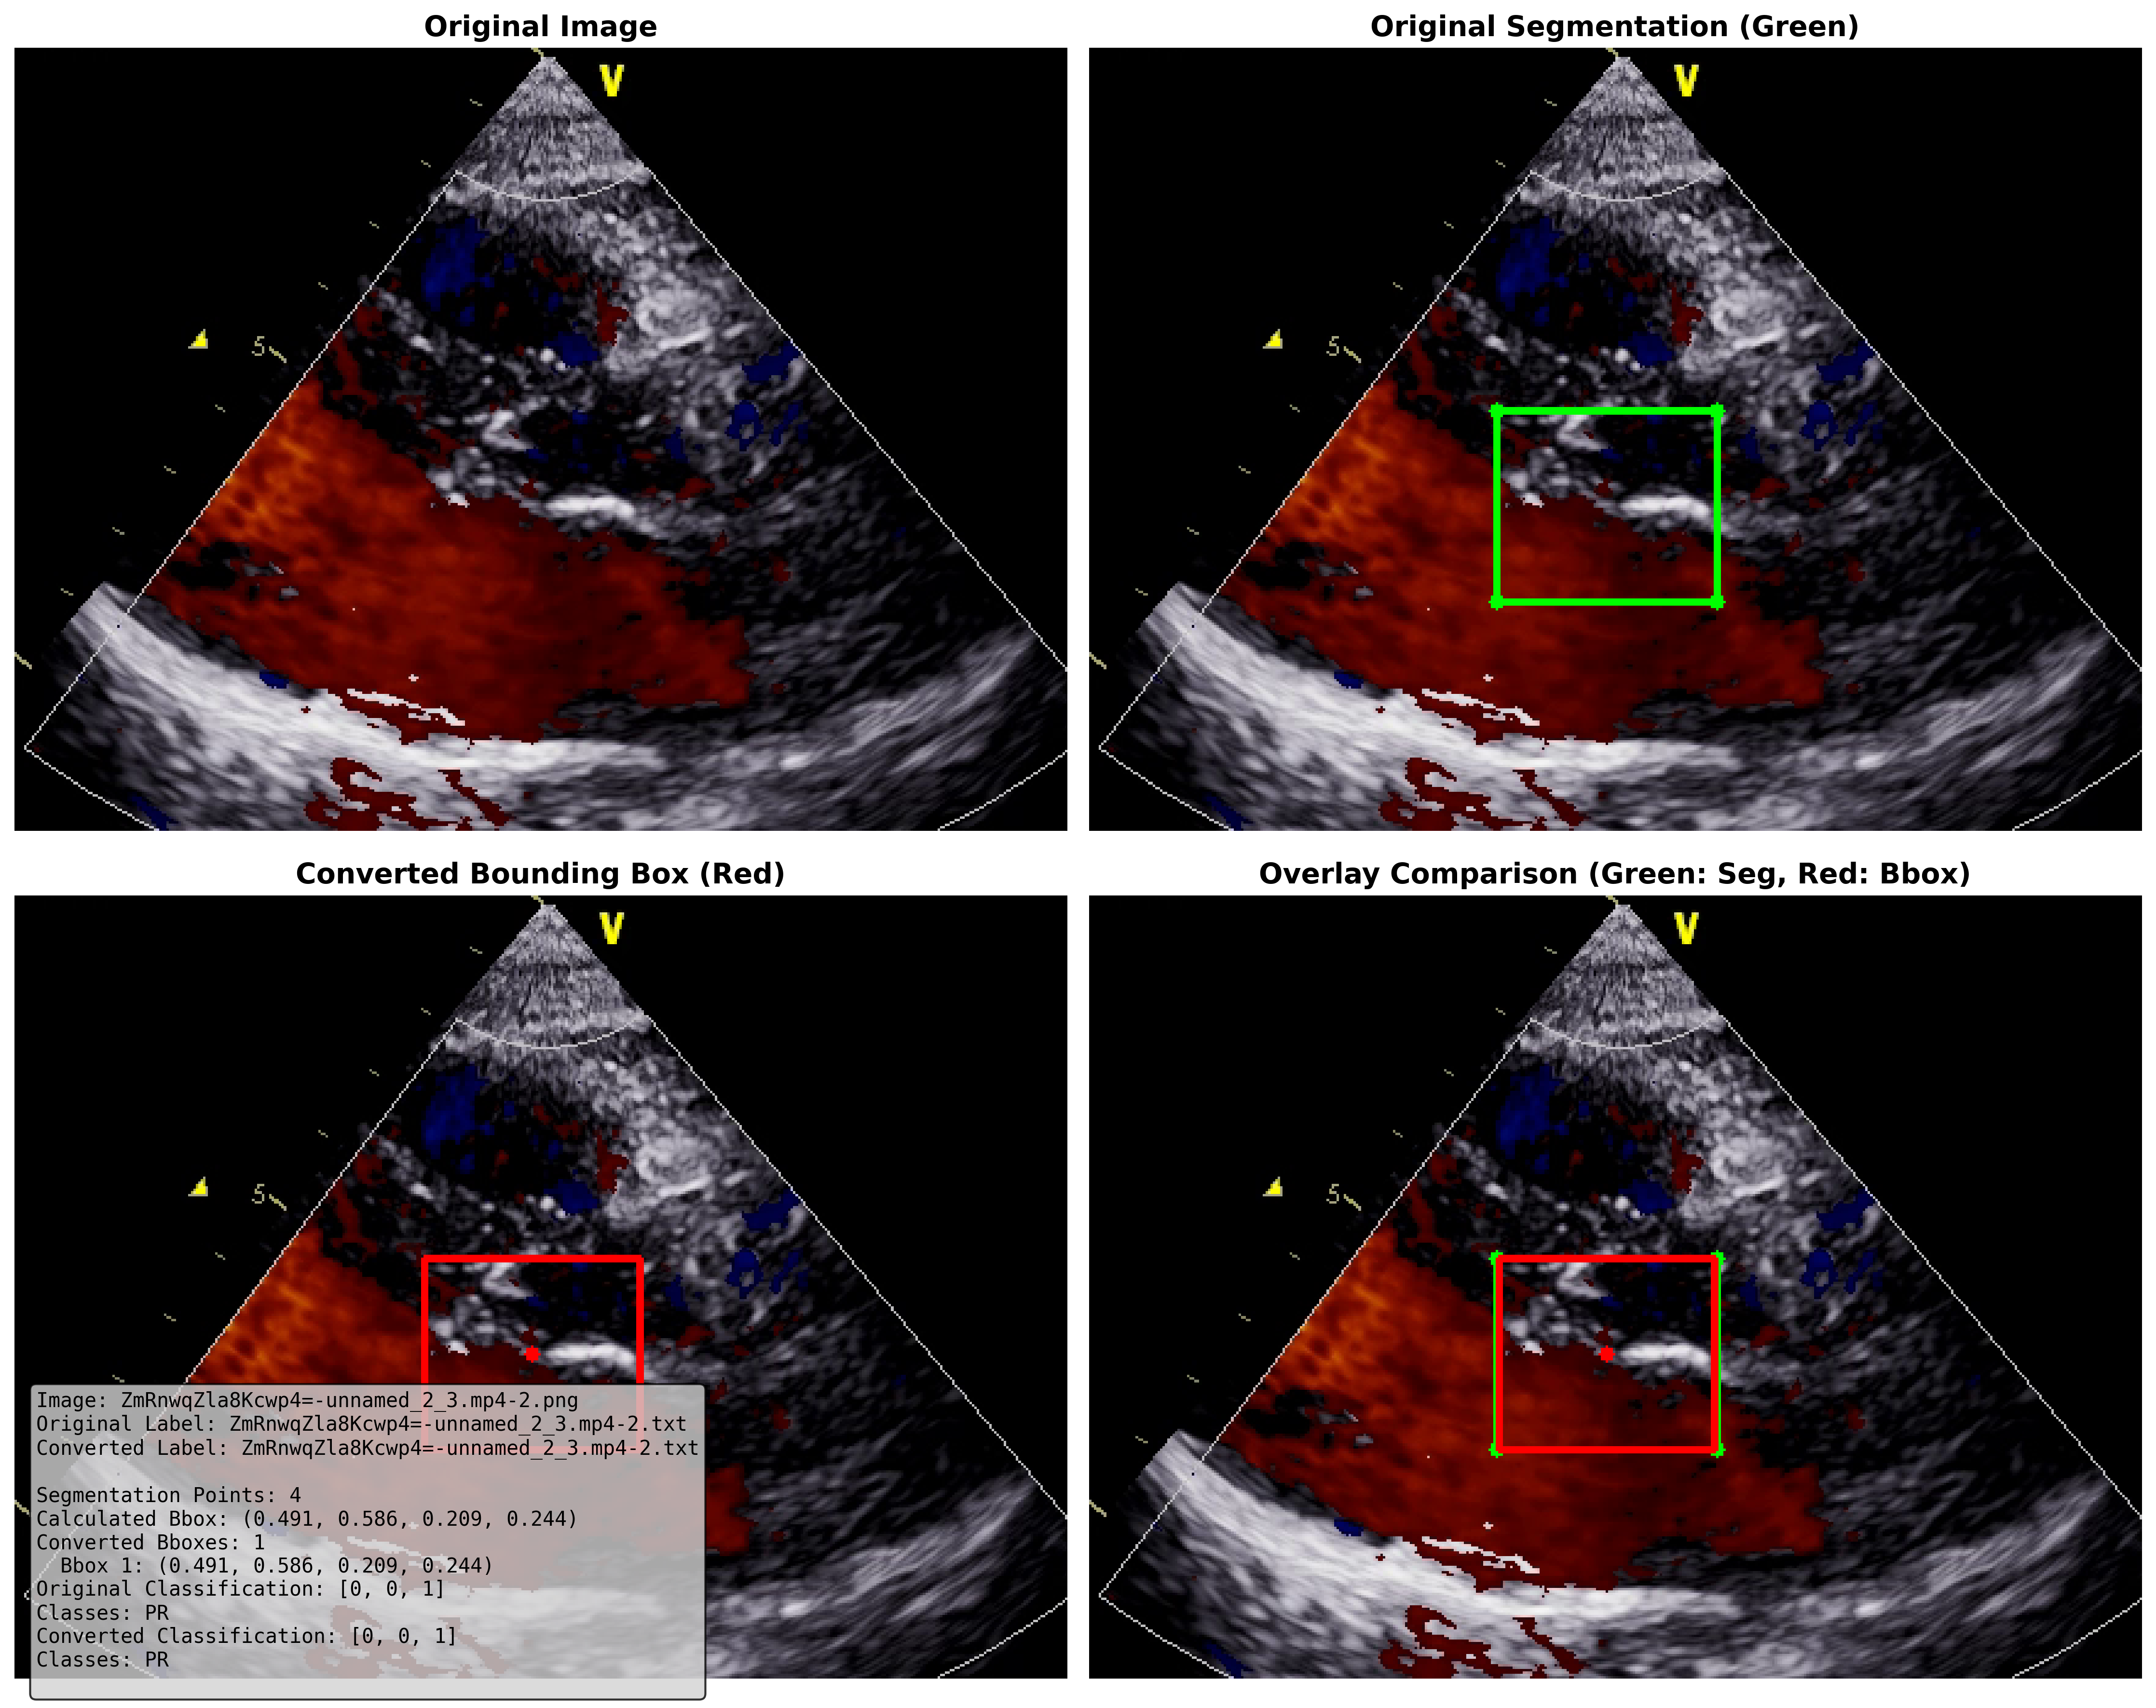 Original Image
Original Segmentation (Green)
V
5
V
5
Converted Bounding Box (Red)
Overlay Comparison (Green: Seg, Red: Bbox)
V
5
V
5
Image: ZmRnwqZla8Kcwp4=-unnamed_2_3.mp4-2.png
Original Label: ZmRnwqZla8Kcwp4=-unnamed_2_3.mp4-2.txt
Converted Label: ZmRnwqZla8Kcwp4=-unnamed_2_3.mp4-2.txt
Segmentation Points: 4
Calculated Bbox: (0.491, 0.586, 0.209, 0.244)
Converted Bboxes: 1
Bbox 1: (0.491, 0.586, 0.209, 0.244)
Original Classification: [0, 0, 1]
Classes: PR
Converted Classification: [0, 0, 1]
Classes: PR